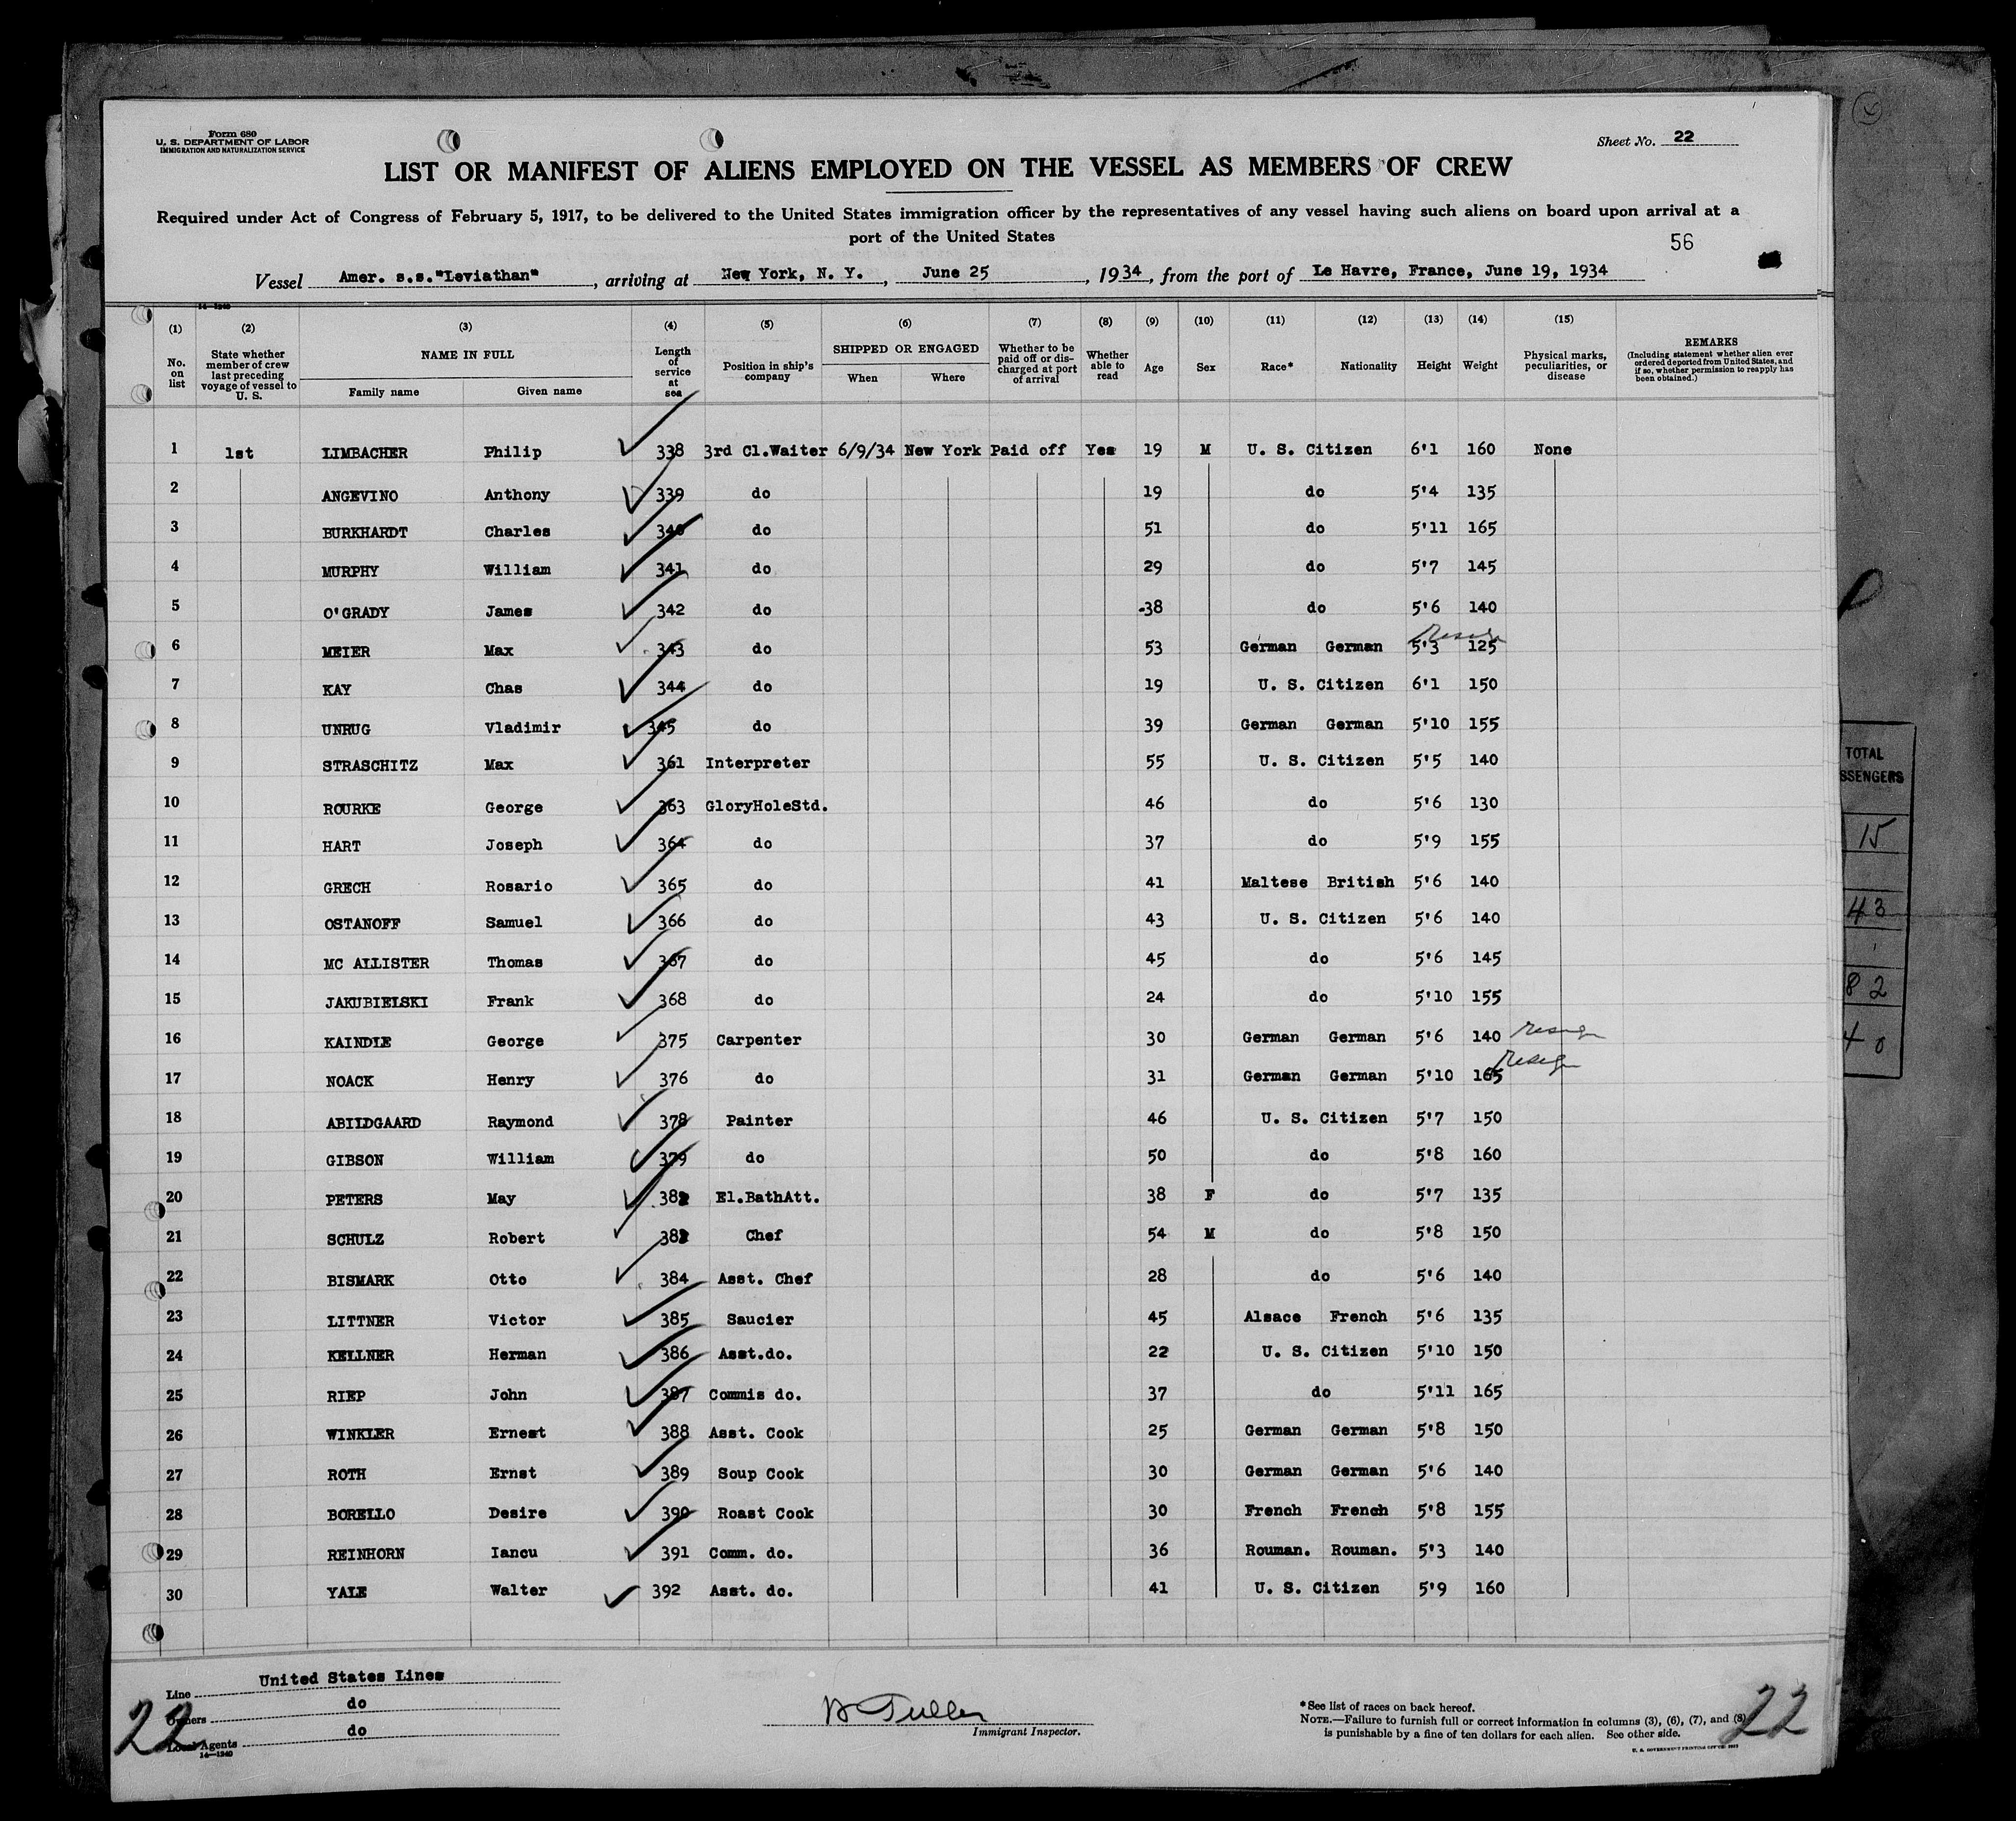 Form 680
U. S. DEPARTMENT OF LABOR
IMMIGRATION AND NATURALIZATION SERVICE
Sheet No. 22
LIST OR MANIFEST OF ALIENS EMPLOYED ON THE VESSEL AS MEMBERS OF CREW
Required under Act of Congress of February 5, 1917, to be delivered to the United States immigration officer by the representatives of any vessel having such aliens on board upon arrival at a
port of the United States
56
Vessel Amer. s.s."Leviathan", arriving at New York, N. Y., June 25, 1934, from the port of Le Havre, France, June 19, 1934
14—1240
(1) (2) (3) (4) (5) (6) (7) (8) (9) (10) (11) (12) (13) (14) (15)
No. on list
State whether member of crew last preceding voyage of vessel to U. S.
NAME IN FULL
Family name Given name
Length of service at sea
Position in ship's company
SHIPPED OR ENGAGED
When Where
Whether to be paid off or discharged at port of arrival
Whether able to read
Age Sex Race* Nationality Height Weight
Physical marks, peculiarities, or disease
REMARKS
(Including statement whether alien ever ordered deported from United States, and if so, whether permission to reapply has been obtained.)
1 1st LIMBACHER Philip 338 3rd Cl.Waiter 6/9/34 New York Paid off Yes 19 M U. S. Citizen 6'1 160 None
2 ANGEVINO Anthony 339 do 19 do 5'4 135
3 BURKHARDT Charles 340 do 51 do 5'11 165
4 MURPHY William 341 do 29 do 5'7 145
5 O'GRADY James 342 do -38 do 5'6 140
6 MEIER Max 343 do 53 German German 5'3 125
7 KAY Chas 344 do 19 U. S. Citizen 6'1 150
8 UNRUG Vladimir 345 do 39 German German 5'10 155
9 STRASCHITZ Max 361 Interpreter 55 U. S. Citizen 5'5 140
10 ROURKE George 363 GloryHoleStd. 46 do 5'6 130
11 HART Joseph 364 do 37 do 5'9 155
12 GRECH Rosario 365 do 41 Maltese British 5'6 140
13 OSTANOFF Samuel 366 do 43 U. S. Citizen 5'6 140
14 MC ALLISTER Thomas 367 do 45 do 5'6 145
15 JAKUBIELSKI Frank 368 do 24 do 5'10 155
16 KAINDLE George 375 Carpenter 30 German German 5'6 140 resign
17 NOACK Henry 376 do 31 German German 5'10 165 resign
18 ABILDGAARD Raymond 378 Painter 46 U. S. Citizen 5'7 150
19 GIBSON William 379 do 50 do 5'8 160
20 PETERS May El.BathAtt. 38 F do 5'7 135
21 SCHULZ Robert Chef 54 M do 5'8 150
22 BISMARK Otto 384 Asst. Chef 28 do 5'6 140
23 LITTNER Victor 385 Saucier 45 Alsace French 5'6 135
24 KELLNER Herman 386 Asst.do. 22 U. S. Citizen 5'10 150
25 RIEP John 387 Commis do. 37 do 5'11 165
26 WINKLER Ernest 388 Asst. Cook 25 German German 5'8 150
27 ROTH Ernst 389 Soup Cook 30 German German 5'6 140
28 BORELLO Desire 390 Roast Cook 30 French French 5'8 155
29 REINHORN Iancu 391 Comm. do. 36 Rouman. Rouman. 5'3 140
30 YALE Walter 392 Asst. do. 41 U. S. Citizen 5'9 160
TOTAL
SSENGERS
15
43
82
40
Line United States Lines
Owners do
Local Agents do
14—1240
22
Immigrant Inspector.
*See list of races on back hereof.
NOTE.—Failure to furnish full or correct information in columns (3), (6), (7), and (8)
is punishable by a fine of ten dollars for each alien. See other side.
22